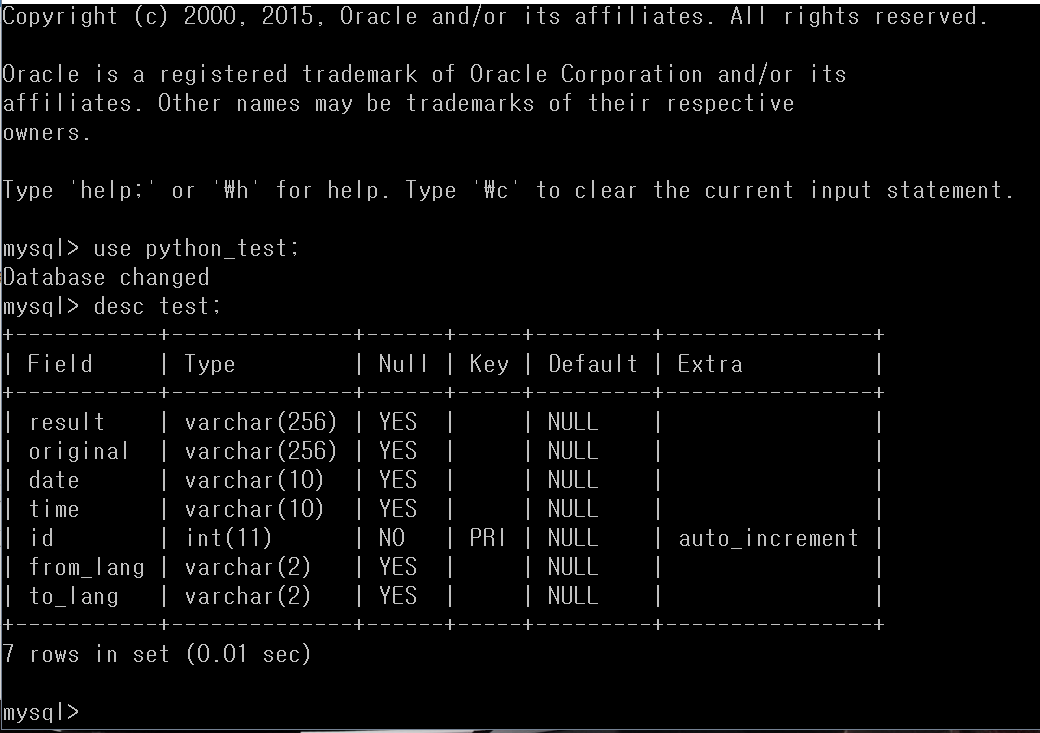 Copyright (c) 2000, 2015, Oracle and/or its affiliates. All rights reserved.
Oracle is a registered trademark of Oracle Corporation and/or its
affiliates. Other names may be trademarks of their respective
owners.
Type 'help;' or '₩h' for help. Type '₩c' to clear the current input statement.
mysql> use python_test;
Database changed
mysql> desc test;
+-----------+--------------+------+-----+---------+----------------+
| Field     | Type         | Null | Key | Default | Extra          |
+-----------+--------------+------+-----+---------+----------------+
| result    | varchar(256) | YES  |     | NULL    |                |
| original  | varchar(256) | YES  |     | NULL    |                |
| date      | varchar(10)  | YES  |     | NULL    |                |
| time      | varchar(10)  | YES  |     | NULL    |                |
| id        | int(11)      | NO   | PRI | NULL    | auto_increment |
| from_lang | varchar(2)   | YES  |     | NULL    |                |
| to_lang   | varchar(2)   | YES  |     | NULL    |                |
+-----------+--------------+------+-----+---------+----------------+
7 rows in set (0.01 sec)
mysql>